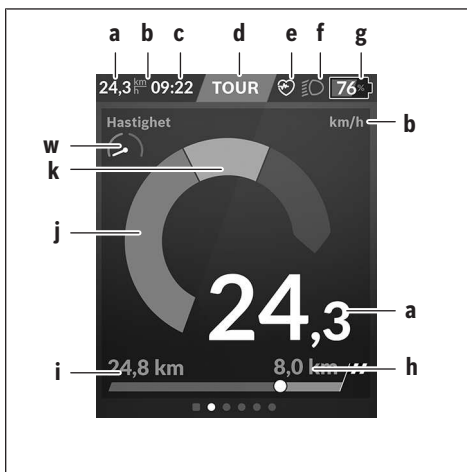 a b c d e f g
24,3 km/h 09:22 TOUR 76%
Hastighet km/h b
w
k
j
24,3 a
i 24,8 km 8,0 km h